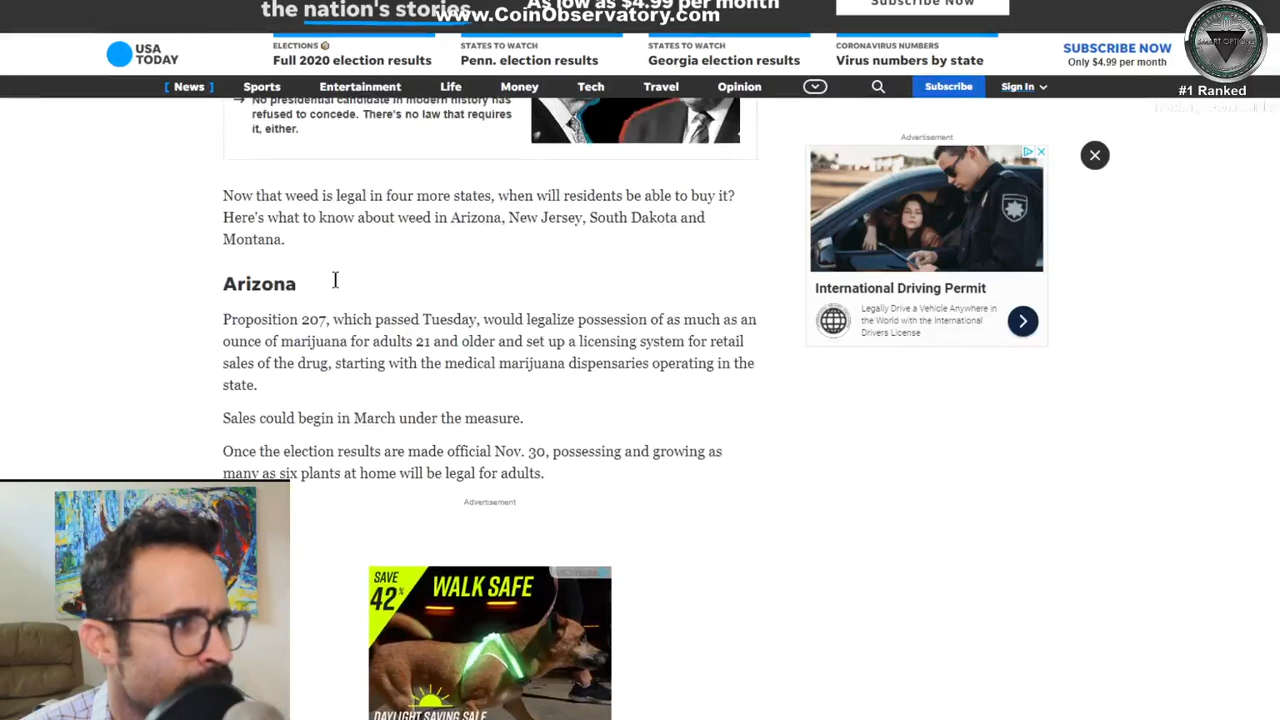 the nation's stories
As low as $4.99 per month
Subscribe Now
www.CoinObservatory.com
USA
TODAY
ELECTIONS
Full 2020 election results
STATES TO WATCH
Penn. election results
STATES TO WATCH
Georgia election results
CORONAVIRUS NUMBERS
Virus numbers by state
SUBSCRIBE NOW
Only $4.99 per month
SMART OPTIONS
#1 Ranked
[ News ]
Sports
Entertainment
Life
Money
Tech
Travel
Opinion
Subscribe
Sign In
→ No presidential candidate in modern history has
refused to concede. There's no law that requires
it, either.
Now that weed is legal in four more states, when will residents be able to buy it?
Here's what to know about weed in Arizona, New Jersey, South Dakota and
Montana.
Arizona
Proposition 207, which passed Tuesday, would legalize possession of as much as an
ounce of marijuana for adults 21 and older and set up a licensing system for retail
sales of the drug, starting with the medical marijuana dispensaries operating in the
state.
Sales could begin in March under the measure.
Once the election results are made official Nov. 30, possessing and growing as
many as six plants at home will be legal for adults.
Advertisement
SAVE
42%
WALK SAFE
DAYLIGHT SAVING SALE
Advertisement
International Driving Permit
Legally Drive a Vehicle Anywhere in
the World with the International
Drivers License